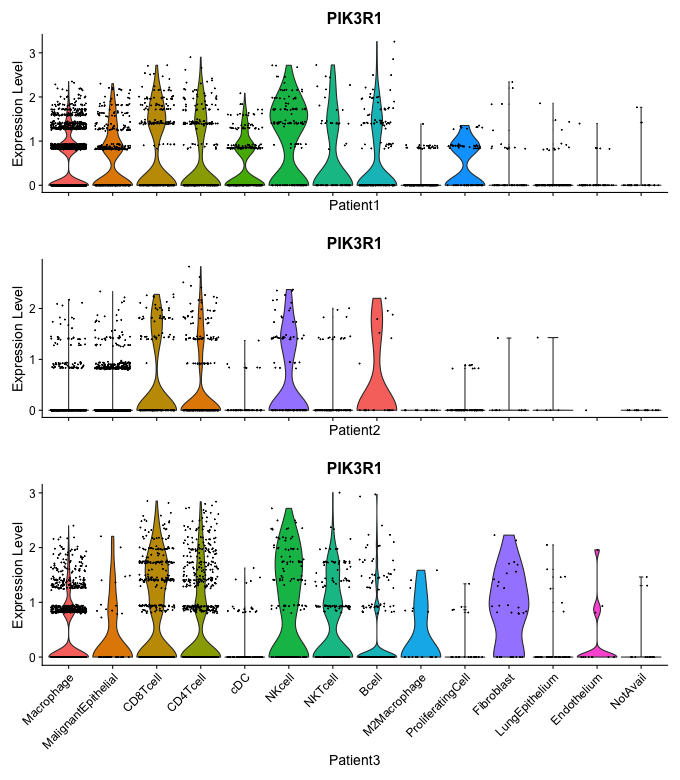 PIK3R1
Expression Level
3
2
1
0
Patient1
PIK3R1
Expression Level
2
1
0
Patient2
PIK3R1
Expression Level
3
2
1
0
Macrophage
MalignantEpithelial
CD8Tcell
CD4Tcell
cDC
NKcell
NKTcell
Bcell
M2Macrophage
ProliferatingCell
Fibroblast
LungEpithelium
Endothelium
NotAvail
Patient3